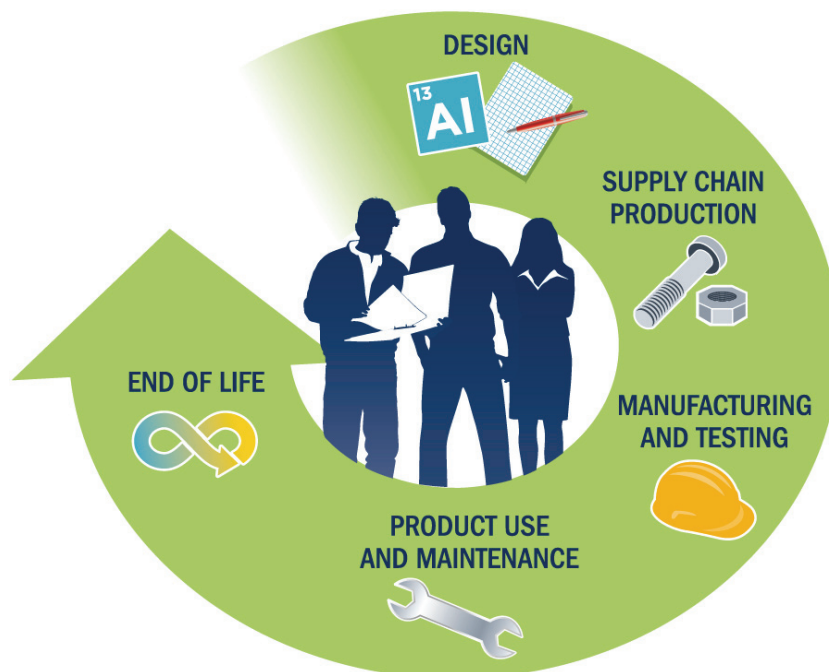 DESIGN
13
Al
SUPPLY CHAIN
PRODUCTION
MANUFACTURING
AND TESTING
PRODUCT USE
AND MAINTENANCE
END OF LIFE